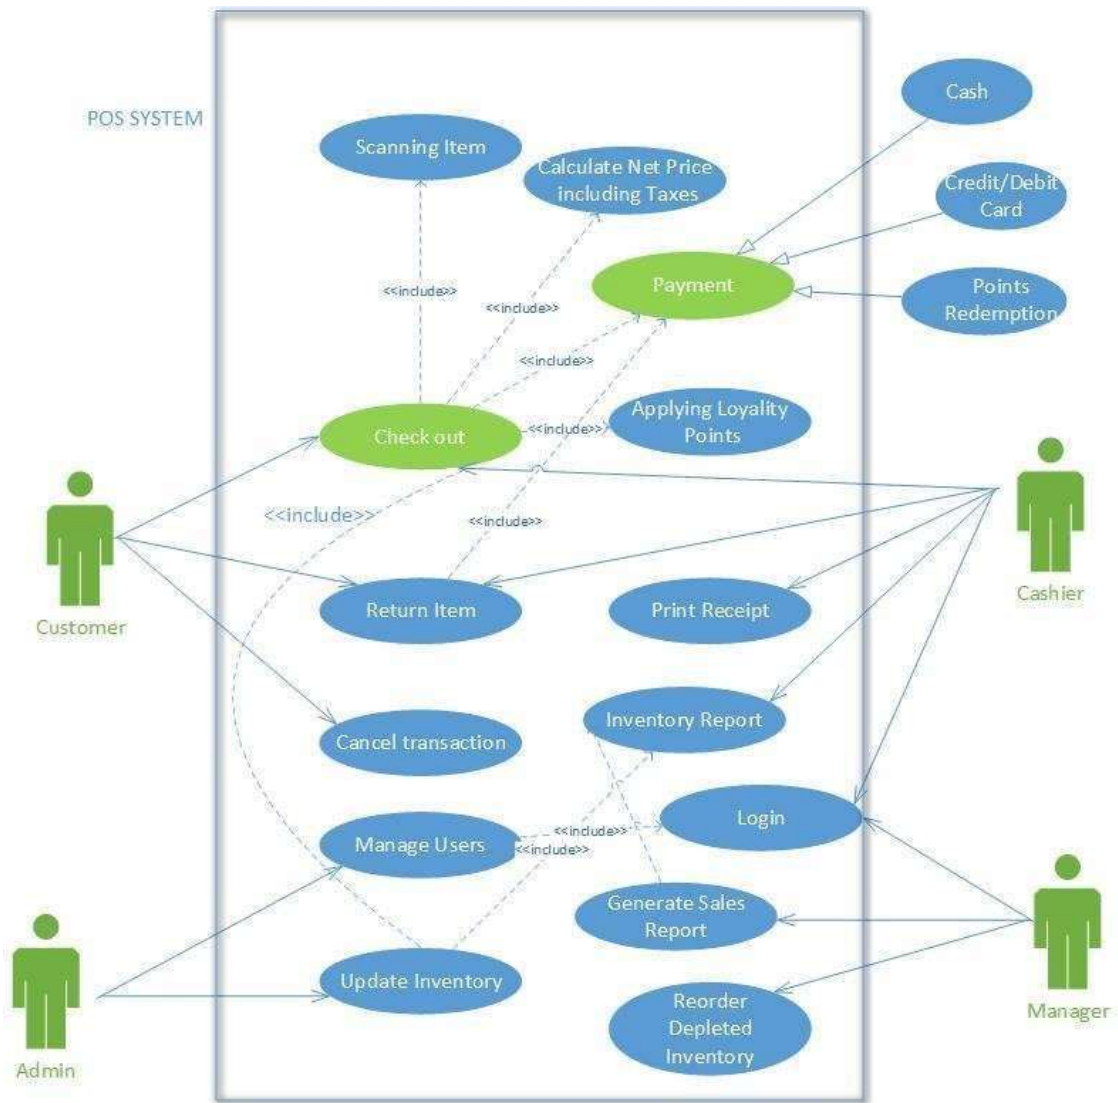 POS SYSTEM
Cash
Scanning Item
Calculate Net Price
including Taxes
Credit/Debit
Card
Payment
Points
Redemption
<<include>>
<<include>>
<<include>>
Applying Loyality
Points
Check out
<<include>>
<<include>>
<<include>>
Return Item
Print Receipt
Cashier
Customer
Inventory Report
Cancel transaction
Login
<<include>>
Manage Users
<<include>>
Generate Sales
Report
Update Inventory
Reorder
Depleted
Inventory
Manager
Admin